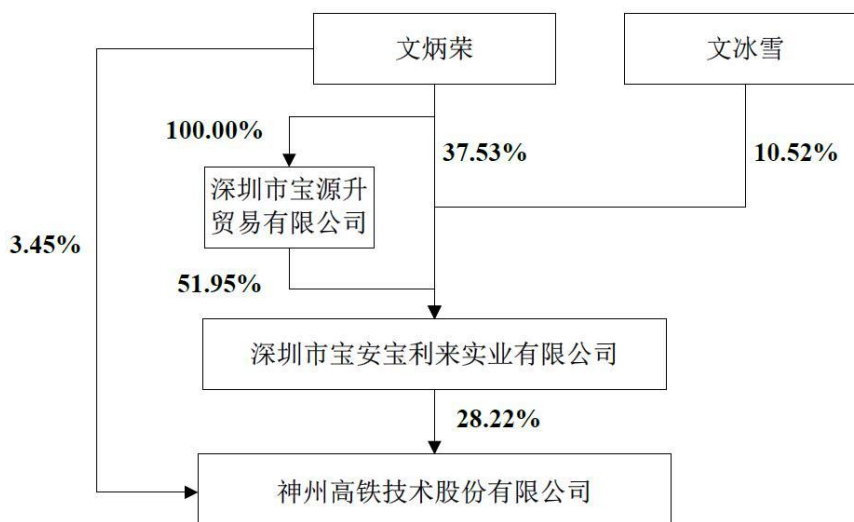 文炳荣
文冰雪
100.00%
37.53%
10.52%
深圳市宝源升
贸易有限公司
3.45%
51.95%
深圳市宝安宝利来实业有限公司
28.22%
神州高铁技术股份有限公司